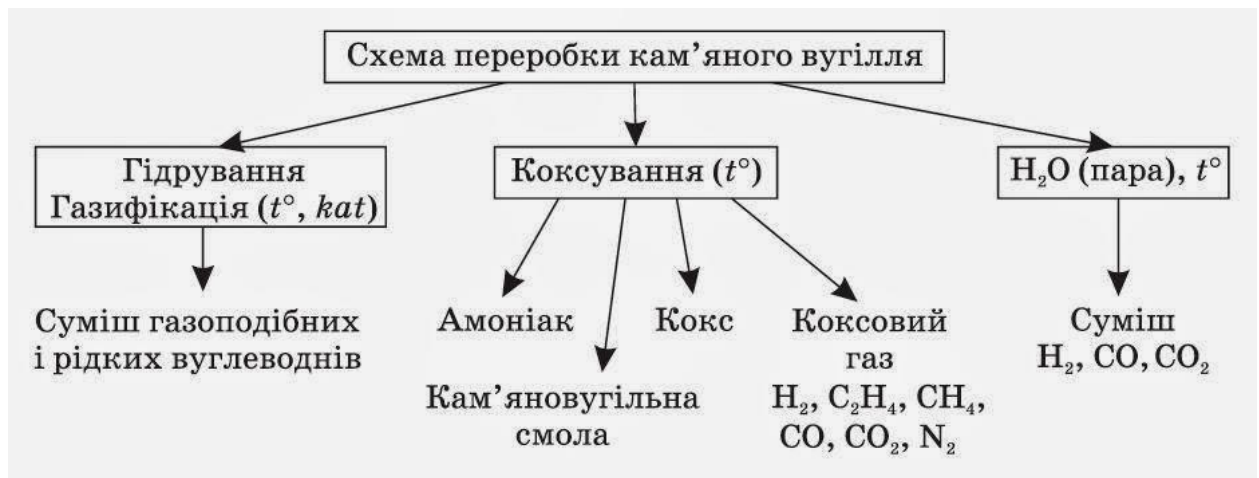 Схема переробки кам’яного вугілля
Гідрування
Газифікація (t°, kat)
Коксування (t°)
H₂O (пара), t°
Суміш газоподібних
і рідких вуглеводнів
Амоніак
Кам’яновугільна
смола
Кокс
Коксовий
газ
H₂, C₂H₄, CH₄,
CO, CO₂, N₂
Суміш
H₂, CO, CO₂